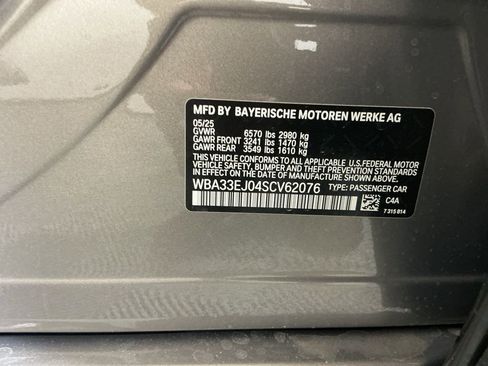 MFD BY BAYERISCHE MOTOREN WERKE AG
05/25
GVWR 6570 lbs 2980 kg
GAWR FRONT 3241 lbs 1470 kg
GAWR REAR 3549 lbs 1610 kg
THIS VEHICLE CONFORMS TO ALL APPLICABLE U.S.FEDERAL MOTOR
VEHICLE SAFETY, BUMPER, AND THEFT PREVENTION STANDARDS
IN EFFECT ON THE DATE OF MANUFACTURE SHOWN ABOVE.
WBA33EJ04SCV62076 TYPE: PASSENGER CAR
C4A
7 315 814